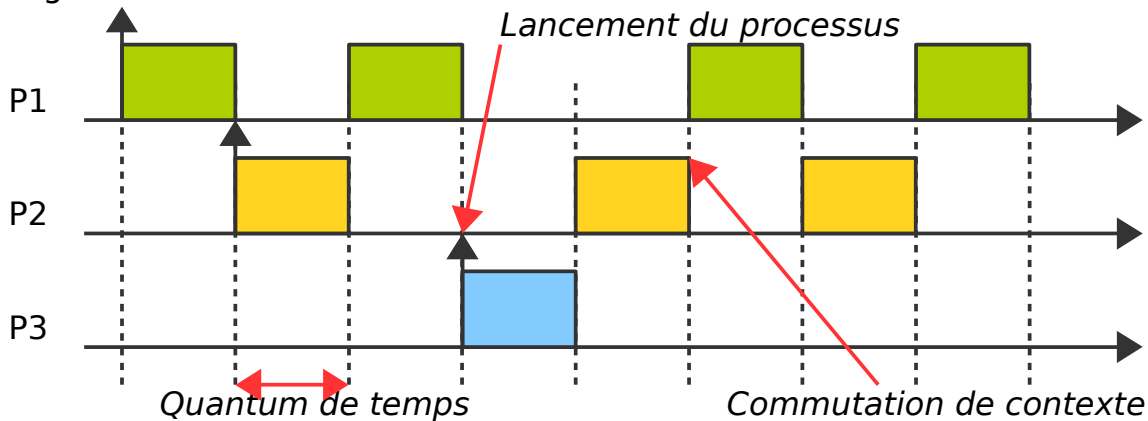 Lancement du processus
P1
P2
P3
Quantum de temps
Commutation de contexte